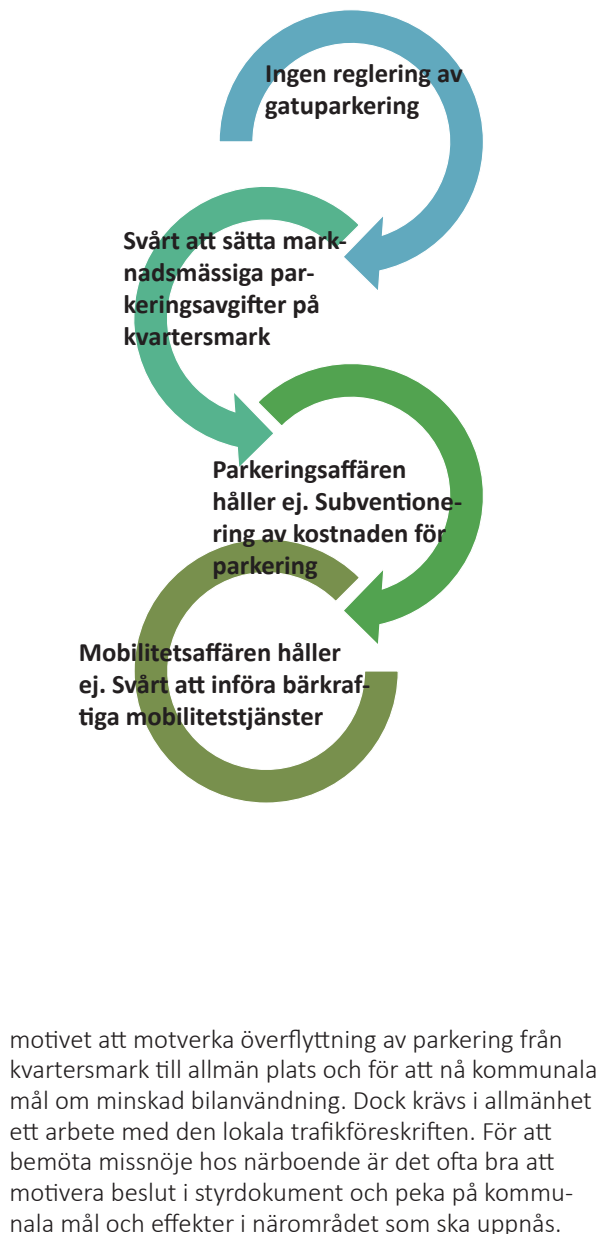 Ingen reglering av
gatuparkering
Svårt att sätta mark-
nadsmässiga par-
keringsavgifter på
kvartersmark
Parkeringsaffären
håller ej. Subventione-
ring av kostnaden för
parkering
Mobilitetsaffären håller
ej. Svårt att införa bärkraf-
tiga mobilitetstjänster
motivet att motverka överflyttning av parkering från
kvartersmark till allmän plats och för att nå kommunala
mål om minskad bilanvändning. Dock krävs i allmänhet
ett arbete med den lokala trafikföreskriften. För att
bemöta missnöje hos närboende är det ofta bra att
motivera beslut i styrdokument och peka på kommu-
nala mål och effekter i närområdet som ska uppnås.